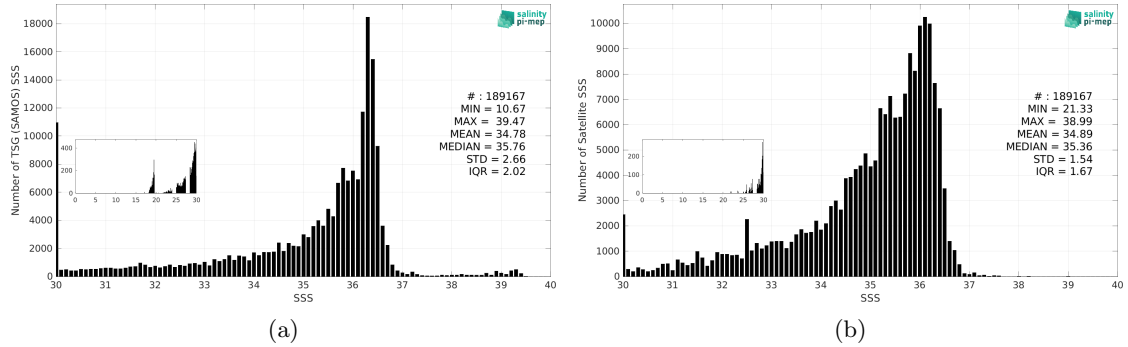 18000
16000
14000
12000
10000
8000
6000
4000
2000
0
Number of TSG (SAMOS) SSS
30 31 32 33 34 35 36 37 38 39 40
SSS
salinity
pi-mep
# : 189167
MIN = 10.67
MAX = 39.47
MEAN = 34.78
MEDIAN = 35.76
STD = 2.66
IQR = 2.02
400
200
0
0 5 10 15 20 25 30
(a)
10000
9000
8000
7000
6000
5000
4000
3000
2000
1000
0
Number of Satellite SSS
30 31 32 33 34 35 36 37 38 39 40
SSS
salinity
pi-mep
# : 189167
MIN = 21.33
MAX = 38.99
MEAN = 34.89
MEDIAN = 35.36
STD = 1.54
IQR = 1.67
200
100
0
0 5 10 15 20 25 30
(b)